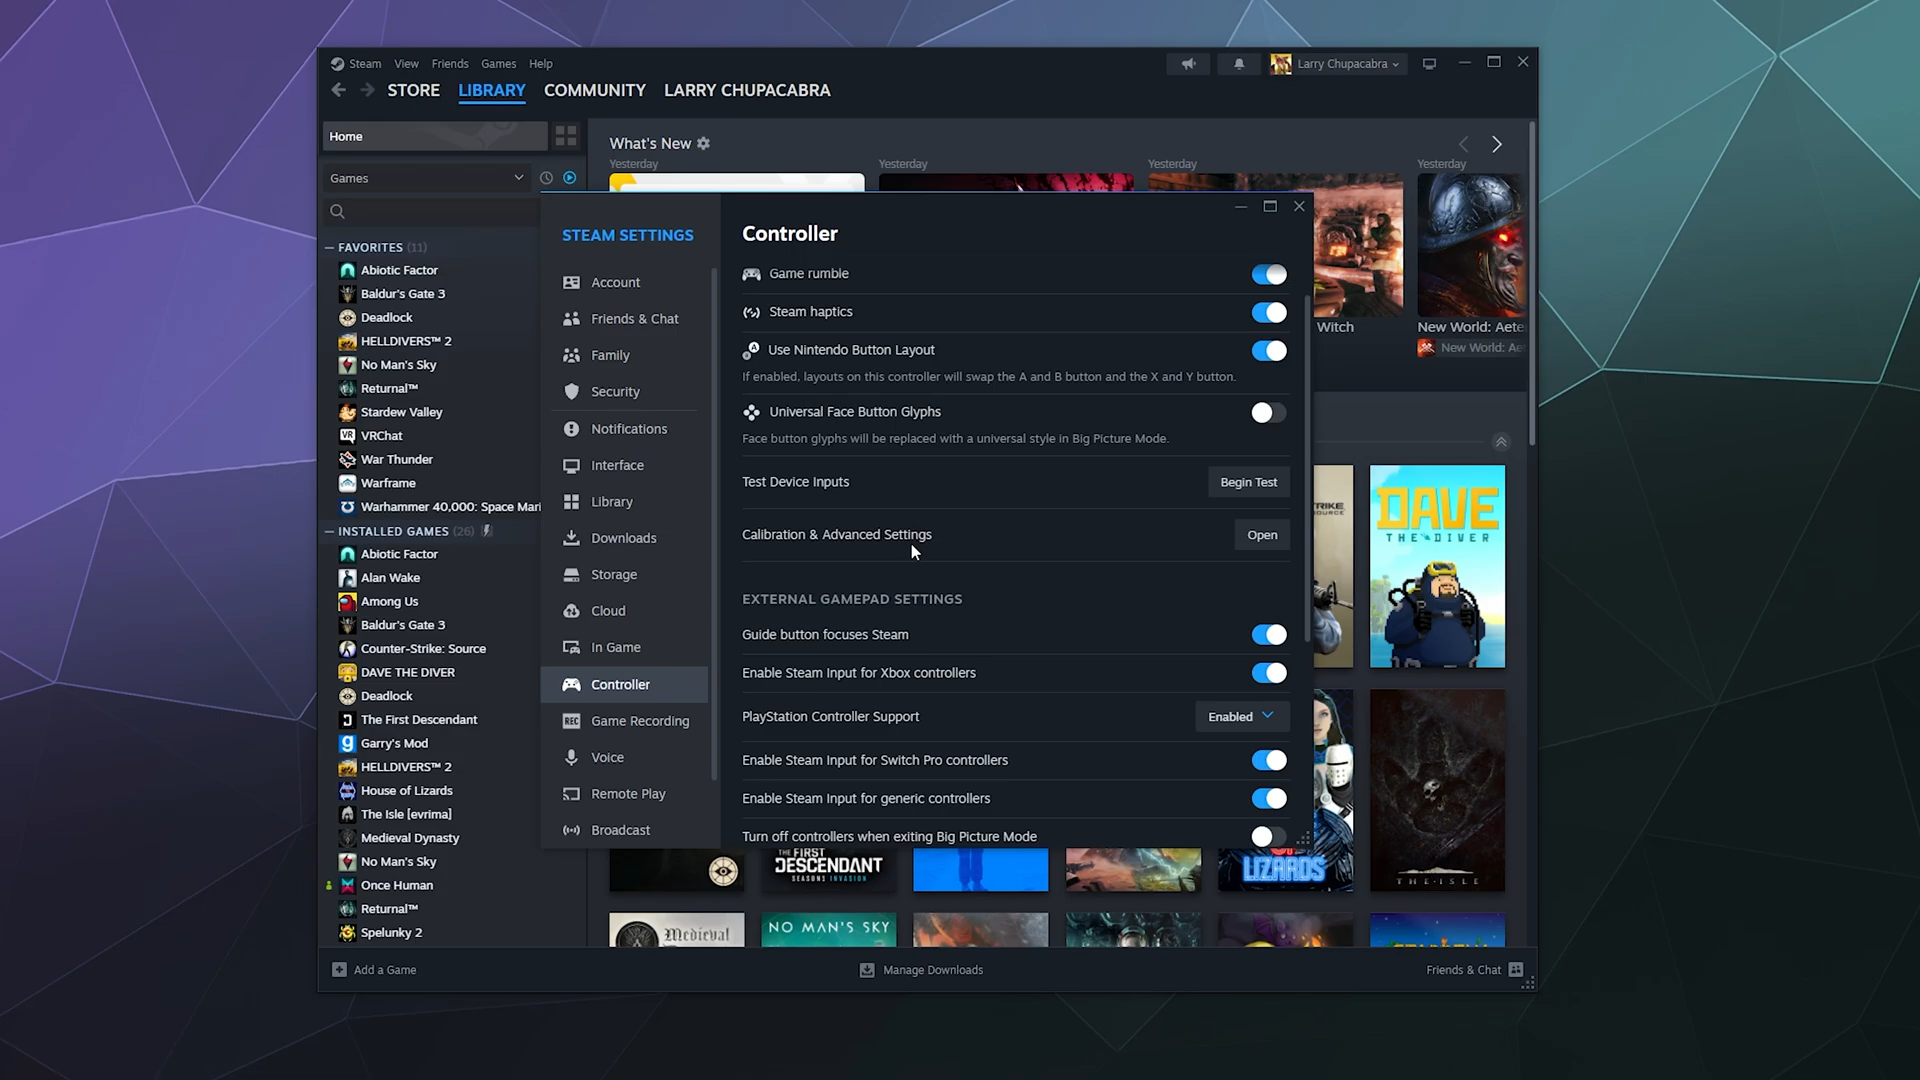 Steam View Friends Games Help
Larry Chupacabra
STORE LIBRARY COMMUNITY LARRY CHUPACABRA
Home
What's New
Yesterday
Yesterday
Yesterday
Yesterday
Games
Witch
New World: Aete
New World: Aet
FAVORITES (11)
Abiotic Factor
Baldur's Gate 3
Deadlock
HELLDIVERS™ 2
No Man's Sky
Returnal™
Stardew Valley
VRChat
War Thunder
Warframe
Warhammer 40,000: Space Mari
INSTALLED GAMES (26)
Abiotic Factor
Alan Wake
Among Us
Baldur's Gate 3
Counter-Strike: Source
DAVE THE DIVER
Deadlock
The First Descendant
Garry's Mod
HELLDIVERS™ 2
House of Lizards
The Isle [evrima]
Medieval Dynasty
No Man's Sky
Once Human
Returnal™
Spelunky 2
STEAM SETTINGS
Account
Friends & Chat
Family
Security
Notifications
Interface
Library
Downloads
Storage
Cloud
In Game
Controller
REC Game Recording
Voice
Remote Play
Broadcast
Controller
Game rumble
Steam haptics
Use Nintendo Button Layout
If enabled, layouts on this controller will swap the A and B button and the X and Y button.
Universal Face Button Glyphs
Face button glyphs will be replaced with a universal style in Big Picture Mode.
Test Device Inputs Begin Test
Calibration & Advanced Settings Open
EXTERNAL GAMEPAD SETTINGS
Guide button focuses Steam
Enable Steam Input for Xbox controllers
PlayStation Controller Support Enabled
Enable Steam Input for Switch Pro controllers
Enable Steam Input for generic controllers
Turn off controllers when exiting Big Picture Mode
TRIKE
OURCE
DAVE
THE DIVER
THE ISLE
THE FIRST
DESCENDANT
SEASON 3 INVASION
OF
LIZARDS
Medieval
NO MAN'S SKY
Add a Game
Manage Downloads
Friends & Chat